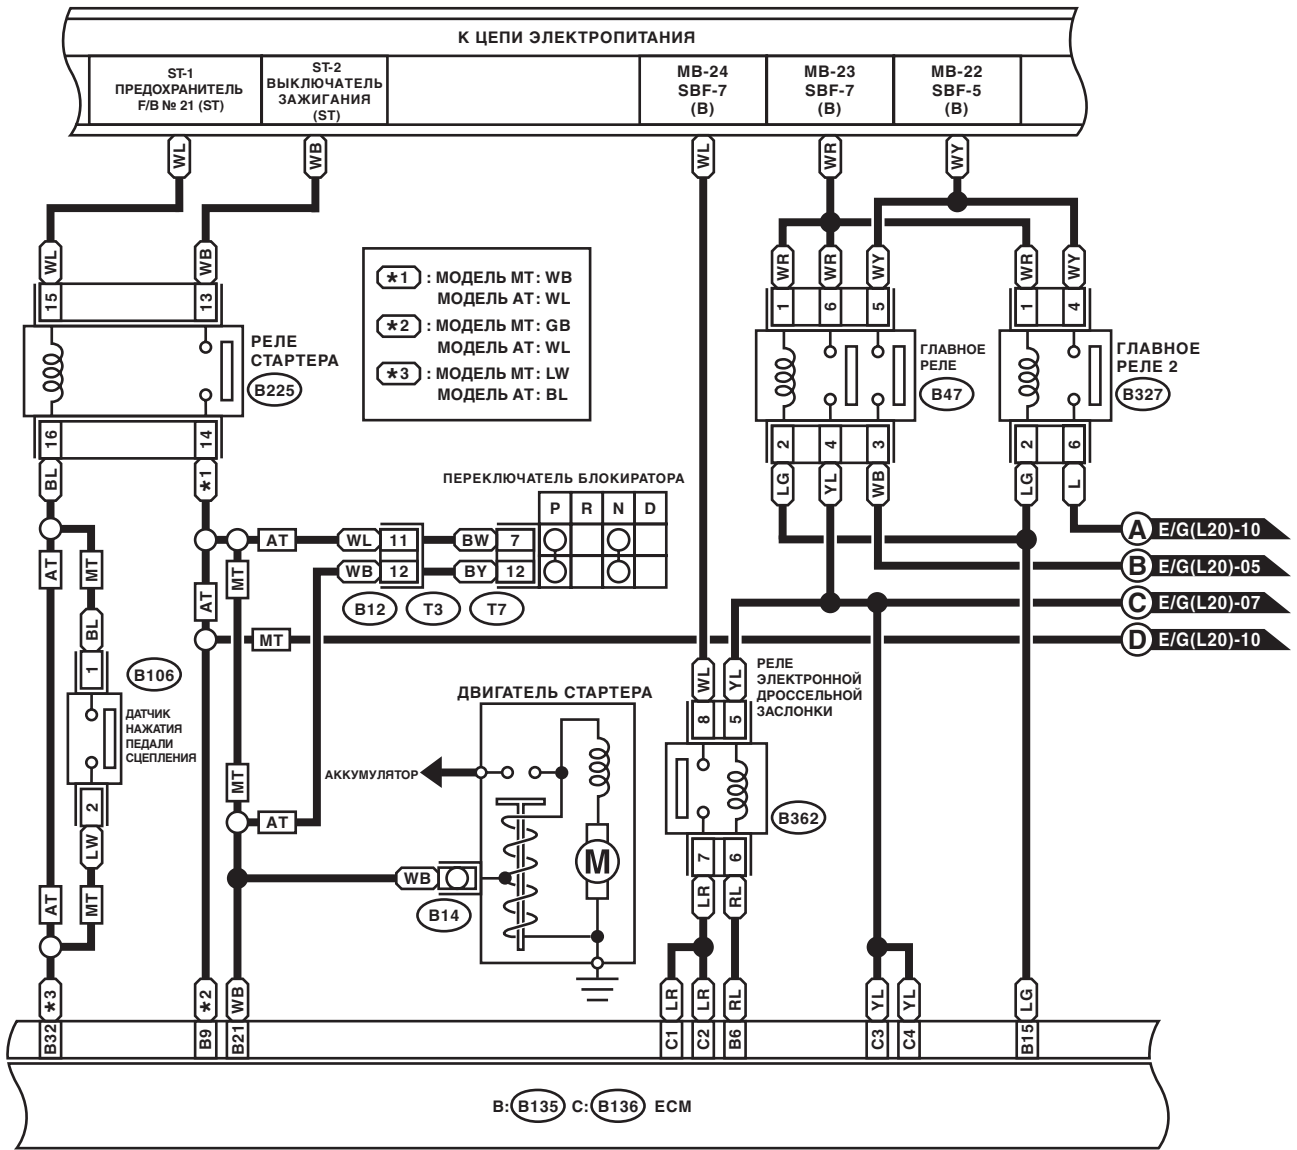 К ЦЕПИ ЭЛЕКТРОПИТАНИЯ
ST-1
ПРЕДОХРАНИТЕЛЬ
F/B № 21 (ST)
ST-2
ВЫКЛЮЧАТЕЛЬ
ЗАЖИГАНИЯ
(ST)
MB-24
SBF-7
(B)
MB-23
SBF-7
(B)
MB-22
SBF-5
(B)
WL
WB
WL
WR
WY
WL
WB
WR
WR
WY
WR
WY
15
13
1
6
5
1
4
*1 : МОДЕЛЬ MT: WB
МОДЕЛЬ AT: WL
*2 : МОДЕЛЬ MT: GB
МОДЕЛЬ AT: WL
*3 : МОДЕЛЬ MT: LW
МОДЕЛЬ AT: BL
РЕЛЕ
СТАРТЕРА
B225
ГЛАВНОЕ
РЕЛЕ
B47
ГЛАВНОЕ
РЕЛЕ 2
B327
16
14
2
4
3
2
6
BL
*1
LG
YL
WB
LG
L
ПЕРЕКЛЮЧАТЕЛЬ БЛОКИРАТОРА
P R N D
AT
WL 11
BW 7
WB 12
BY 12
B12
T3
T7
AT
MT
AT
MT
A E/G(L20)-10
B E/G(L20)-05
C E/G(L20)-07
D E/G(L20)-10
BL
MT
1
B106
ДАТЧИК
НАЖАТИЯ
ПЕДАЛИ
СЦЕПЛЕНИЯ
2
LW
MT
AT
MT
AT
ДВИГАТЕЛЬ СТАРТЕРА
АККУМУЛЯТОР
M
WB
B14
WL
YL
РЕЛЕ
ЭЛЕКТРОННОЙ
ДРОССЕЛЬНОЙ
ЗАСЛОНКИ
8
5
B362
7
6
LR
RL
*3
*2
WB
LR
LR
RL
YL
YL
LG
B32
B9
B21
C1
C2
B6
C3
C4
B15
B: B135 C: B136 ECM